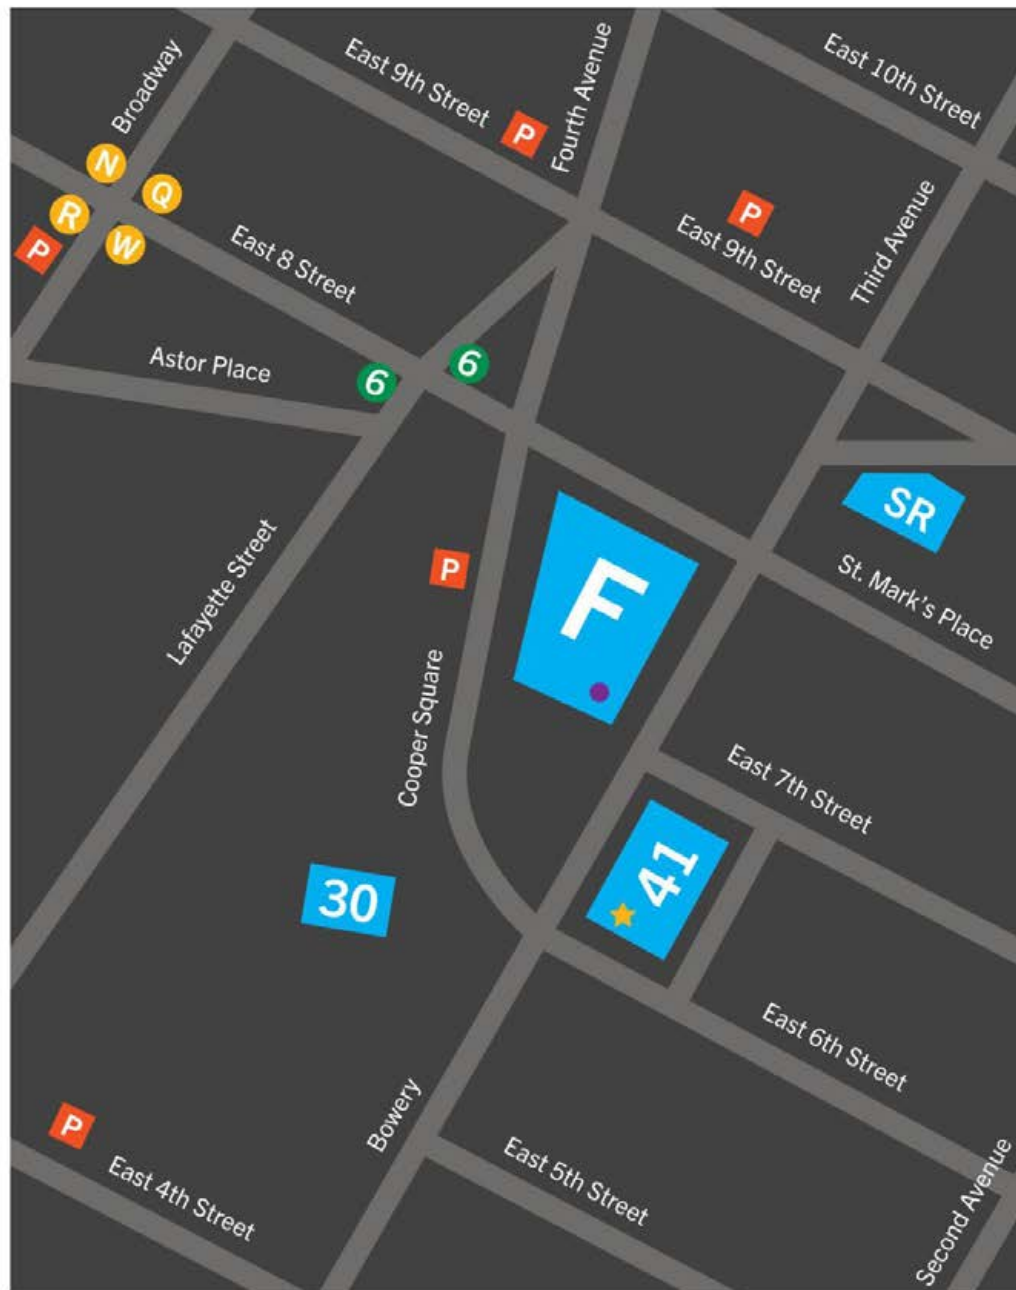 East 10th Street
East 9th Street
Fourth Avenue
Broadway
P
N
Q
R
W
P
P
East 9th Street
Third Avenue
East 8 Street
Astor Place
6
6
SR
St. Mark's Place
Lafayette Street
P
F
Cooper Square
East 7th Street
41
30
East 6th Street
Bowery
P
East 4th Street
East 5th Street
Second Avenue